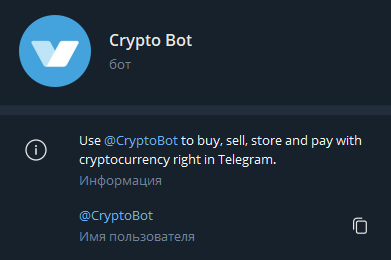 Crypto Bot
бот
Use @CryptoBot to buy, sell, store and pay with
cryptocurrency right in Telegram.
Информация
@CryptoBot
Имя пользователя